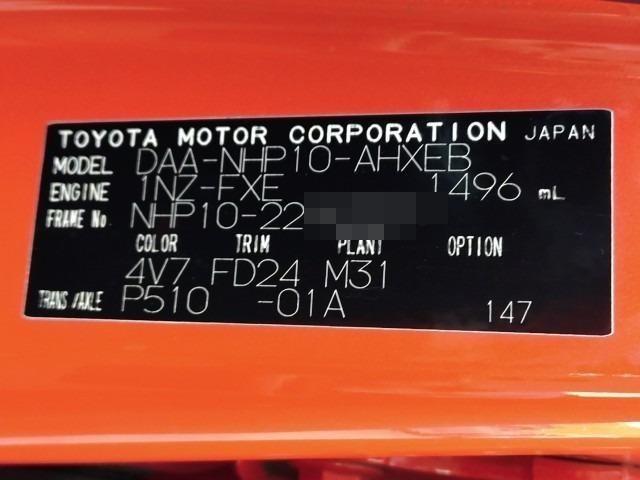 TOYOTA MOTOR CORPORATION JAPAN
MODEL DAA-NHP10-AHXEB
ENGINE 1NZ-FXE 1496 mL
FRAME No NHP10-22
COLOR TRIM PLANT OPTION
4V7 FD24 M31
TRANS/AXLE P510 -01A 147